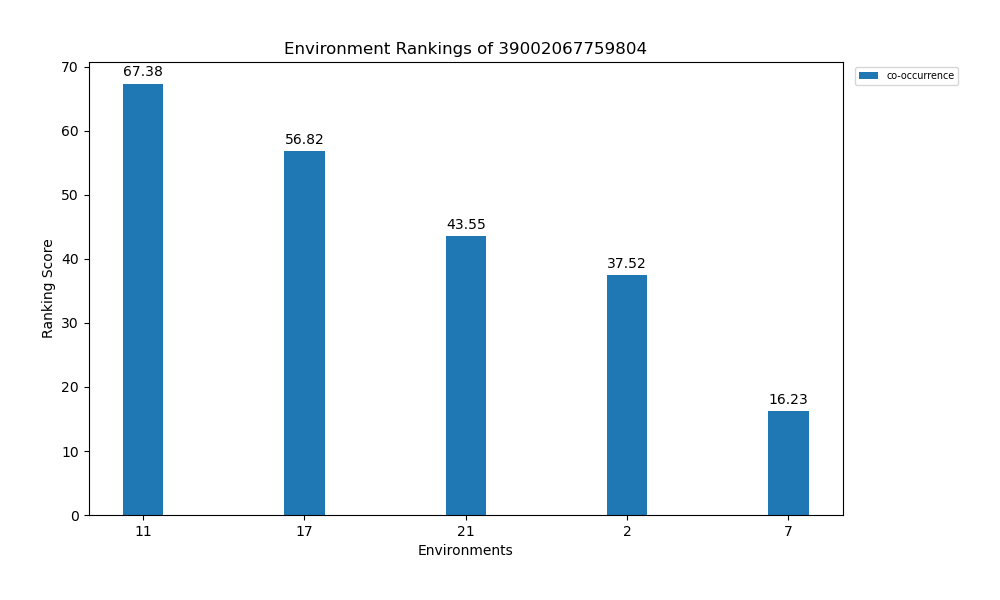 Environment Rankings of 39002067759804
co-occurrence
Ranking Score
70
60
50
40
30
20
10
0
67.38
56.82
43.55
37.52
16.23
11 17 21 2 7
Environments